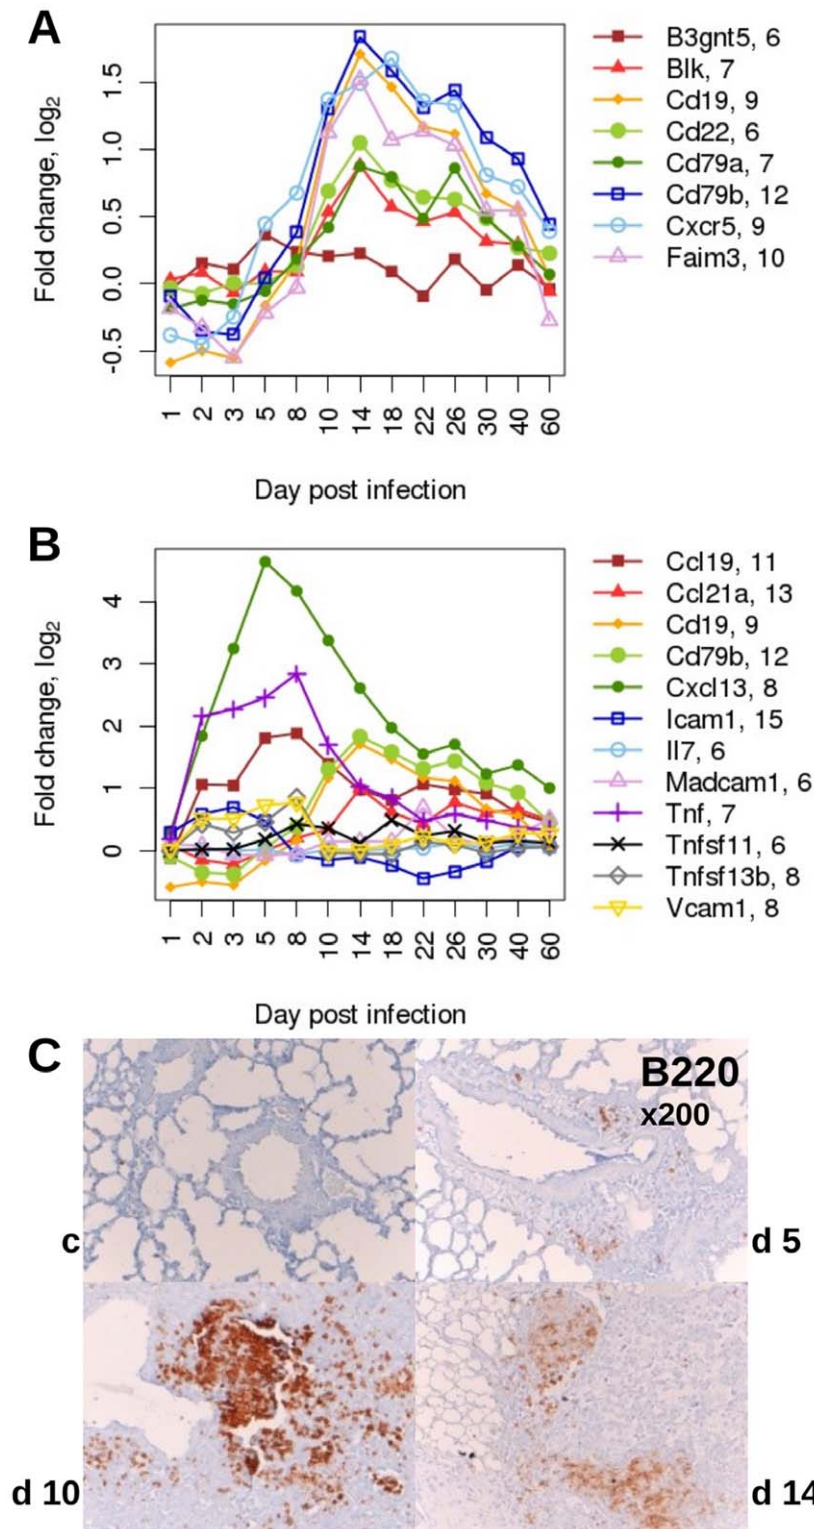 A
Fold change, log2
1.5
1.0
0.5
0.0
-0.5
1 2 3 5 8 10 14 18 22 26 30 40 60
Day post infection
B3gnt5, 6
Blk, 7
Cd19, 9
Cd22, 6
Cd79a, 7
Cd79b, 12
Cxcr5, 9
Faim3, 10
B
Fold change, log2
4
3
2
1
0
1 2 3 5 8 10 14 18 22 26 30 40 60
Day post infection
Ccl19, 11
Ccl21a, 13
Cd19, 9
Cd79b, 12
Cxcl13, 8
Icam1, 15
Il7, 6
Madcam1, 6
Tnf, 7
Tnfsf11, 6
Tnfsf13b, 8
Vcam1, 8
C
B220
x200
c
d 5
d 10
d 14